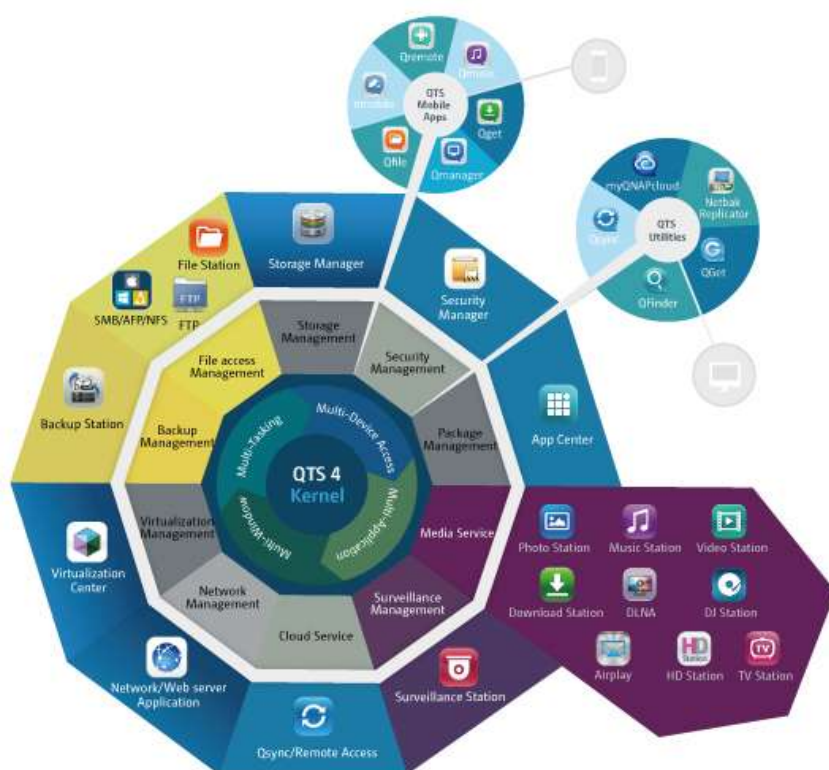 Qremote
Qmusic
QTS
Mobile
Apps
Qget
Qfile
Qmanager
myQNAPcloud
Netbak
Replicator
QTS
Utilities
Qsync
QGet
QFinder
Storage Manager
File Station
SMB/AFP/NFS
FTP
Security
Manager
Backup Station
App Center
Storage
Management
File access
Management
Security
Management
Backup
Management
Package
Management
Multi-Tasking
Multi-Device Access
QTS 4
Kernel
Multi-Window
Multi-Application
Virtualization
Management
Media Service
Network
Management
Surveillance
Management
Cloud Service
Virtualization
Center
Network/Web server
Application
Qsync/Remote Access
Surveillance Station
Photo Station
Music Station
Video Station
Download Station
DLNA
DJ Station
Airplay
HD
Station
TV
HD Station
TV Station